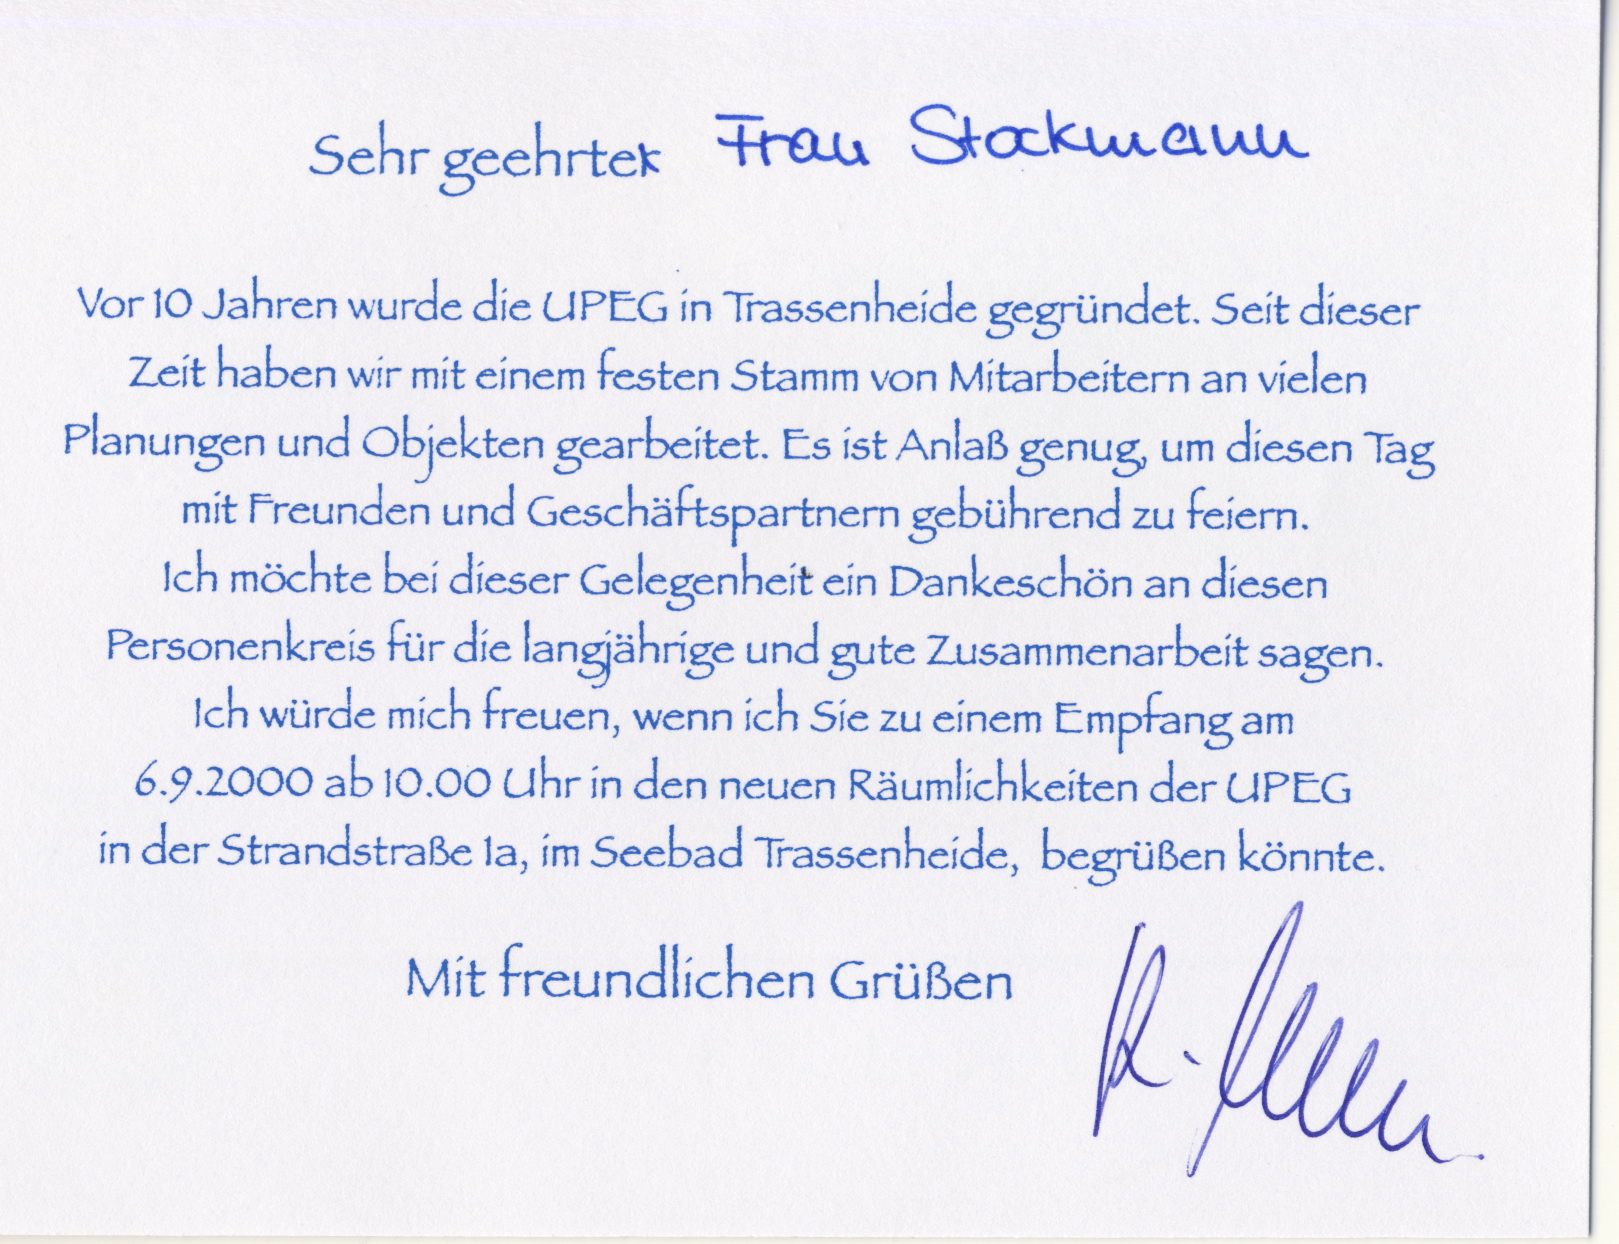 Sehr geehrte Frau Stockmann
Vor 10 Jahren wurde die UPEG in Trassenheide gegründet. Seit dieser
Zeit haben wir mit einem festen Stamm von Mitarbeitern an vielen
Planungen und Objekten gearbeitet. Es ist Anlaß genug, um diesen Tag
mit Freunden und Geschäftspartnern gebührend zu feiern.
Ich möchte bei dieser Gelegenheit ein Dankeschön an diesen
Personenkreis für die langjährige und gute Zusammenarbeit sagen.
Ich würde mich freuen, wenn ich Sie zu einem Empfang am
6.9.2000 ab 10.00 Uhr in den neuen Räumlichkeiten der UPEG
in der Strandstraße 1a, im Seebad Trassenheide, begrüßen könnte.
Mit freundlichen Grüßen